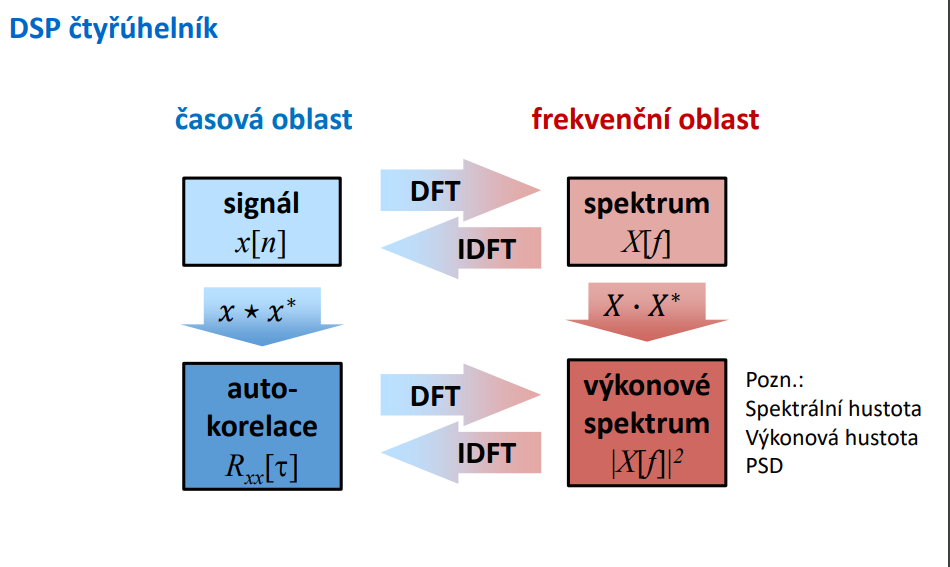 DSP čtyřúhelník
časová oblast
frekvenční oblast
signál
x[n]
DFT
IDFT
spektrum
X[f]
x ⋆ x*
X · X*
auto-
korelace
Rxx[τ]
DFT
IDFT
výkonové
spektrum
|X[f]|²
Pozn.:
Spektrální hustota
Výkonová hustota
PSD